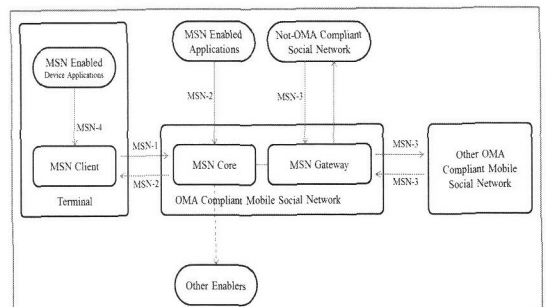 MSN Enabled
Device Applications
MSN Enabled
Applications
Not-OMA Compliant
Social Network
MSN-2
MSN-3
MSN-4
MSN-1
MSN-3
MSN Client
MSN Core
MSN Gateway
Other OMA
Compliant Mobile
Social Network
MSN-2
MSN-3
Terminal
OMA Compliant Mobile Social Network
Other Enablers